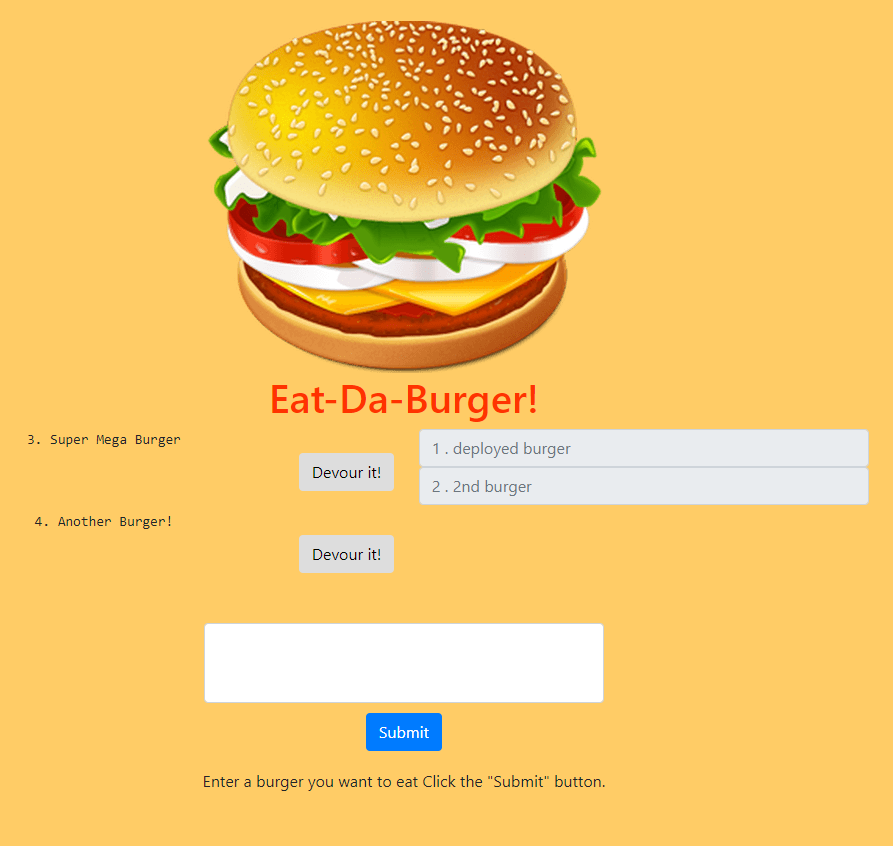 Eat-Da-Burger!
3. Super Mega Burger
Devour it!
4. Another Burger!
Devour it!
1 . deployed burger
2 . 2nd burger
Submit
Enter a burger you want to eat Click the "Submit" button.